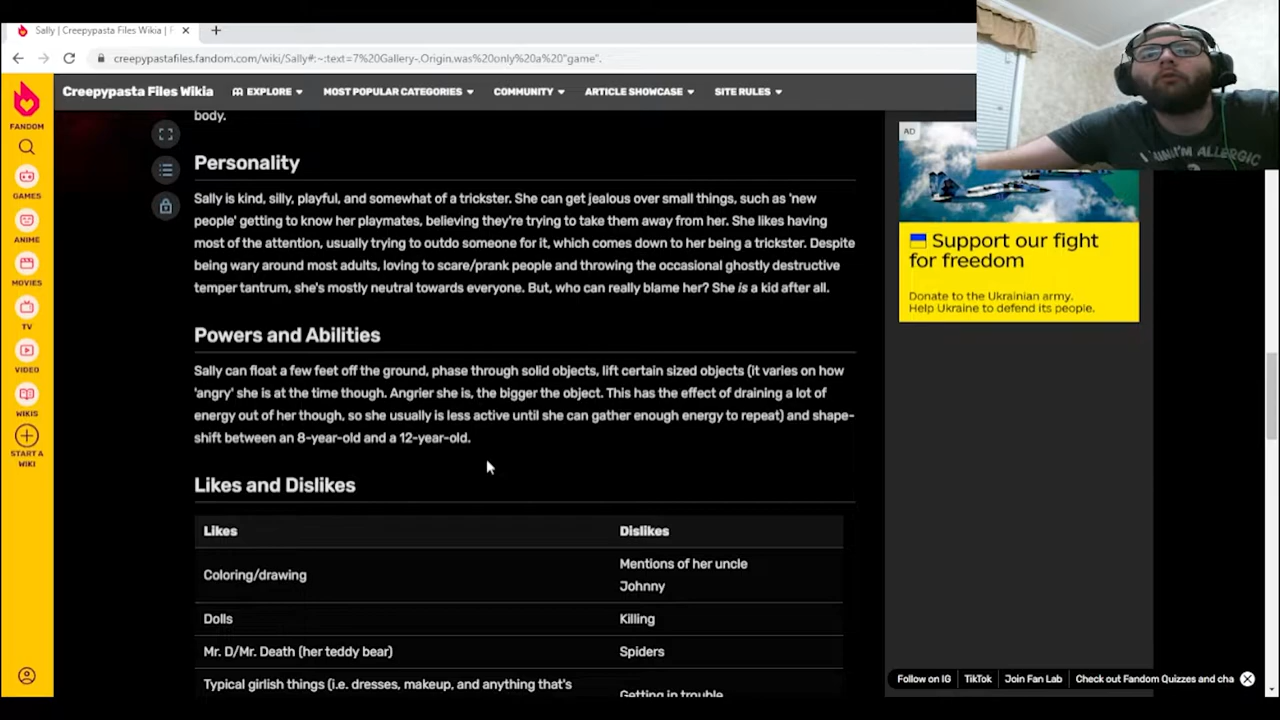 Sally | Creepypasta Files Wikia | F
creepypastafiles.fandom.com/wiki/Sally#:~:text=7%20Gallery-,Origin,was%20only%20a%20"game".
FANDOM
GAMES
ANIME
MOVIES
TV
VIDEO
WIKIS
START A
WIKI
Creepypasta Files Wikia
EXPLORE
MOST POPULAR CATEGORIES
COMMUNITY
ARTICLE SHOWCASE
SITE RULES
body.
Personality
Sally is kind, silly, playful, and somewhat of a trickster. She can get jealous over small things, such as 'new
people' getting to know her playmates, believing they're trying to take them away from her. She likes having
most of the attention, usually trying to outdo someone for it, which comes down to her being a trickster. Despite
being wary around most adults, loving to scare/prank people and throwing the occasional ghostly destructive
temper tantrum, she's mostly neutral towards everyone. But, who can really blame her? She is a kid after all.
Powers and Abilities
Sally can float a few feet off the ground, phase through solid objects, lift certain sized objects (it varies on how
'angry' she is at the time though. Angrier she is, the bigger the object. This has the effect of draining a lot of
energy out of her though, so she usually is less active until she can gather enough energy to repeat) and shape-
shift between an 8-year-old and a 12-year-old.
Likes and Dislikes
Likes
Dislikes
Coloring/drawing
Mentions of her uncle
Johnny
Dolls
Killing
Mr. D/Mr. Death (her teddy bear)
Spiders
Typical girlish things (i.e. dresses, makeup, and anything that's
Getting in trouble
AD
Support our fight
for freedom
Donate to the Ukrainian army.
Help Ukraine to defend its people.
I'M ALLERGIC
Follow on IG
TikTok
Join Fan Lab
Check out Fandom Quizzes and cha